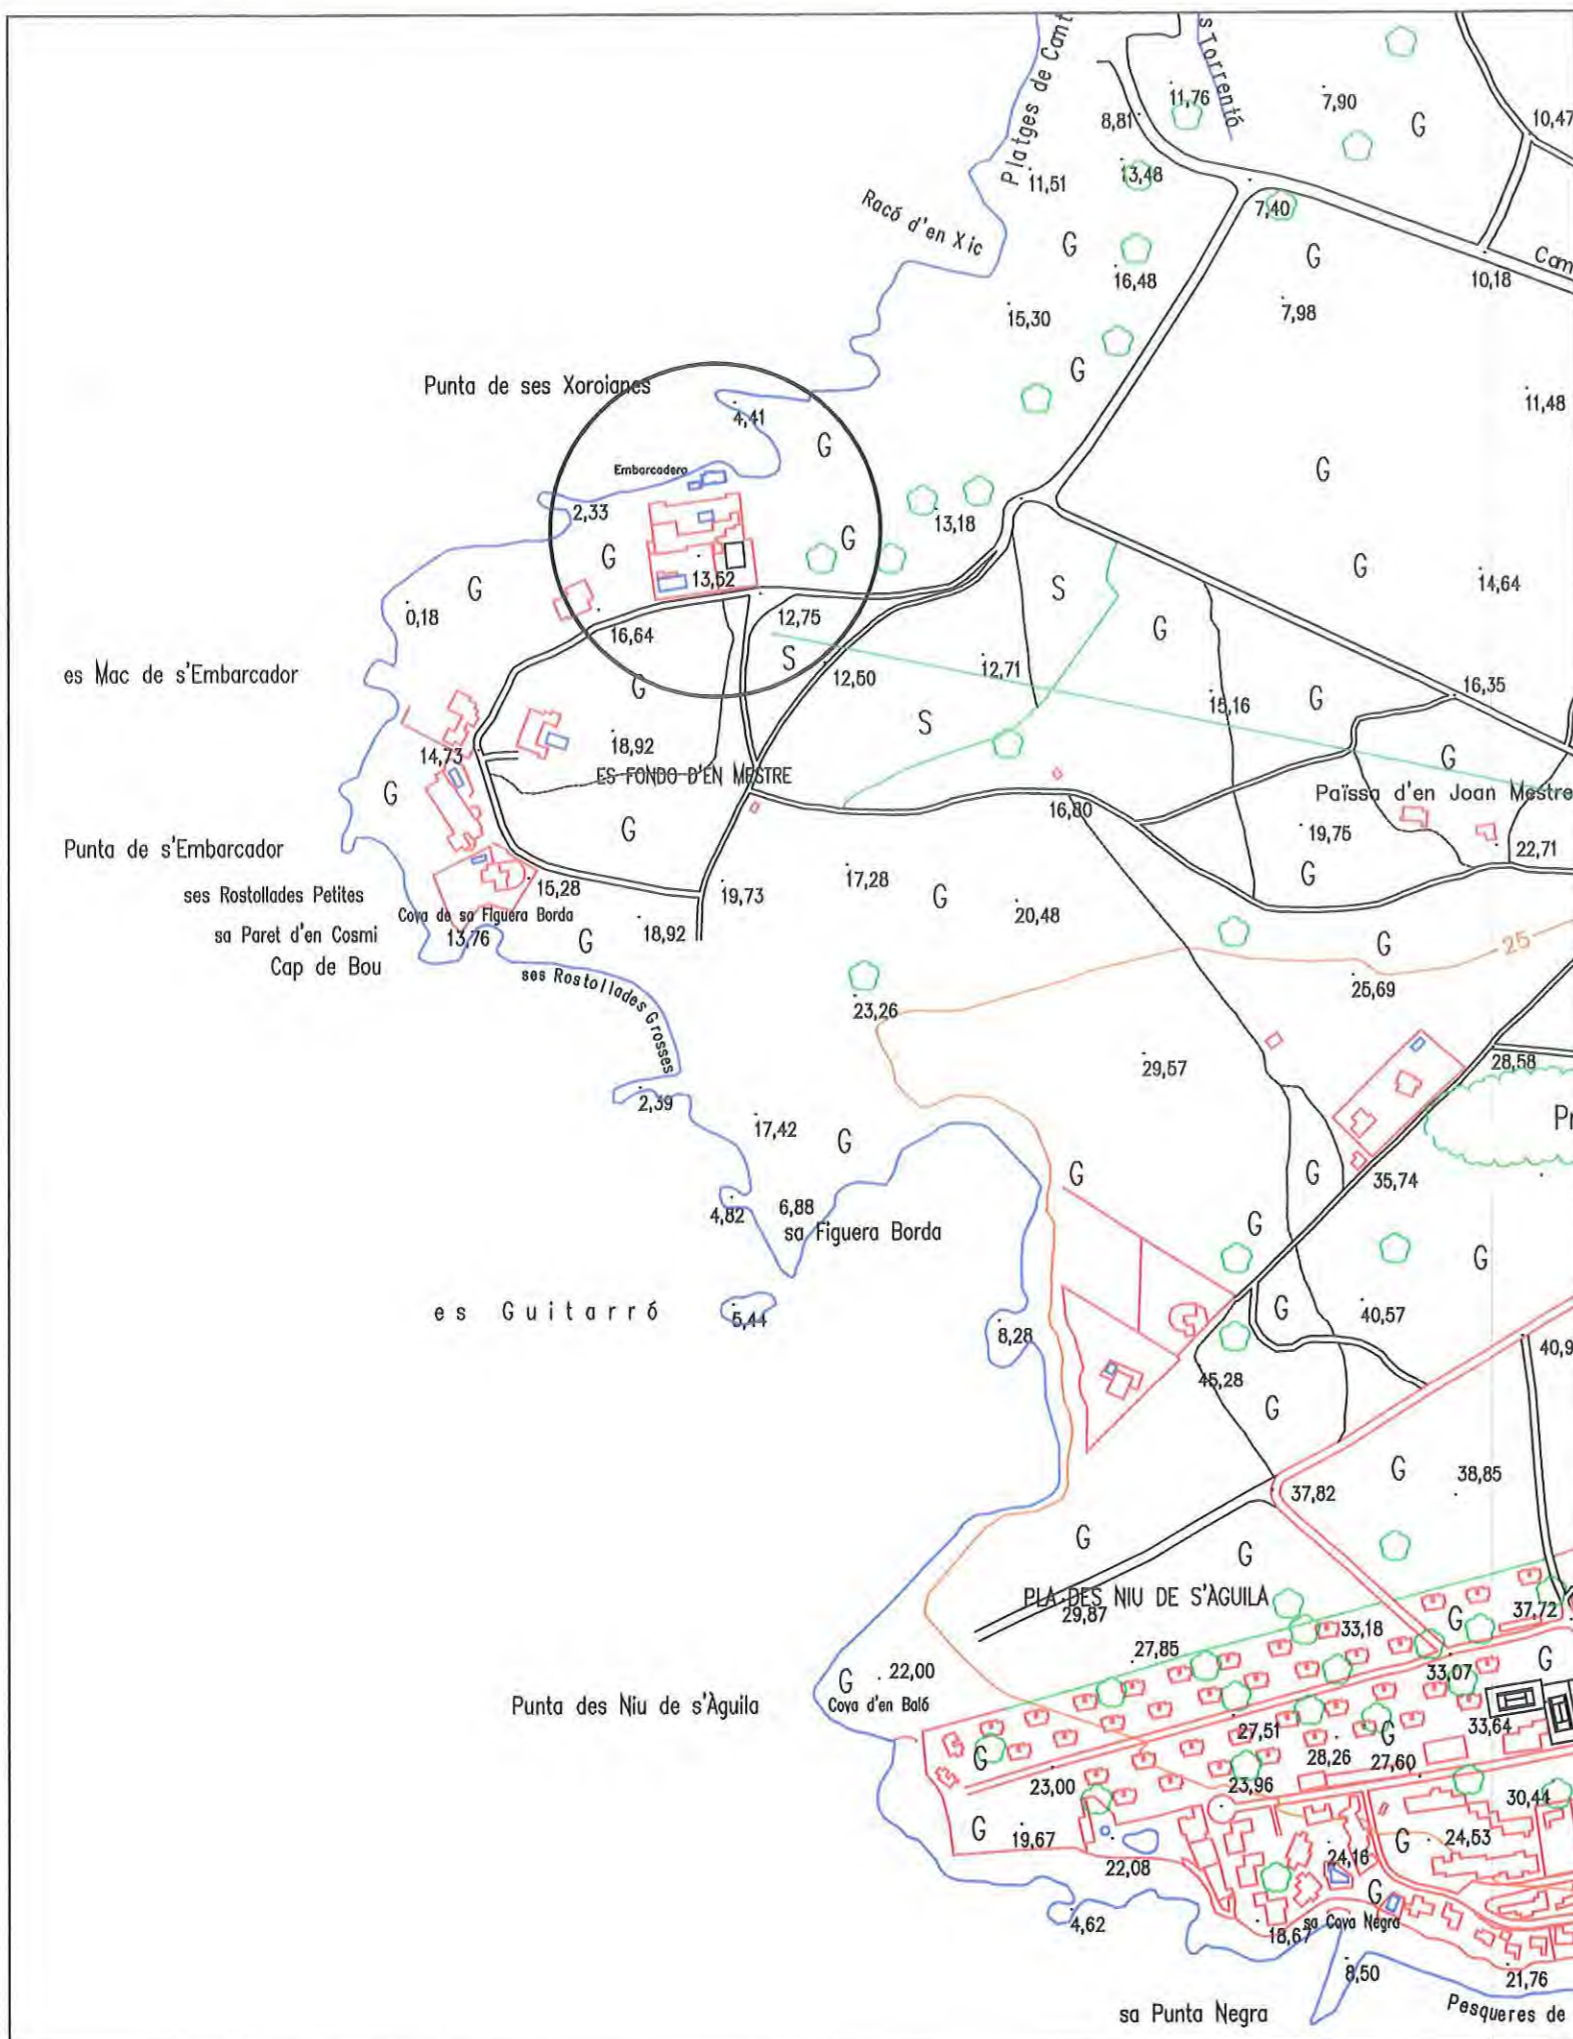 Platges de Cant
s Torrentó
11,76
7,90
G
10,47
8,81
13,48
11,51
7,40
Racó d'en Xic
G
G
Cam
16,48
10,18
15,30
7,98
Punta de ses Xoroianes
G
11,48
4,41
G
Embarcadero
G
2,33
13,18
G
G
G
13,52
14,64
G
S
0,18
12,75
16,64
G
S
es Mac de s'Embarcador
12,50
12,71
16,35
G
15,16
G
S
18,92
14,73
G
ES FONDO D'EN MESTRE
G
Païssa d'en Joan Mestre
16,80
G
19,75
Punta de s'Embarcador
22,71
G
15,28
17,28
ses Rostollades Petites
19,73
G
Cova de sa Figuera Borda
20,48
sa Paret d'en Cosmi
13,76
G
18,92
G
25
Cap de Bou
ses Rostollades Grosses
25,69
23,26
29,57
28,58
2,39
Pr
17,42
G
G
G
35,74
4,82
6,88
sa Figuera Borda
G
G
es Guitarró
5,44
G
40,57
8,28
40,9
45,28
G
G
38,85
37,82
G
G
PLA DES NIU DE S'ÀGUILA
29,87
37,72
G
33,18
27,85
G
33,07
G
22,00
Punta des Niu de s'Àguila
Cova d'en Baló
33,64
27,51
G
28,26
27,60
G
23,00
23,96
30,44
G
19,67
G
24,53
24,16
22,08
G
4,62
sa Cova Negra
18,67
8,50
21,76
sa Punta Negra
Pesqueres de